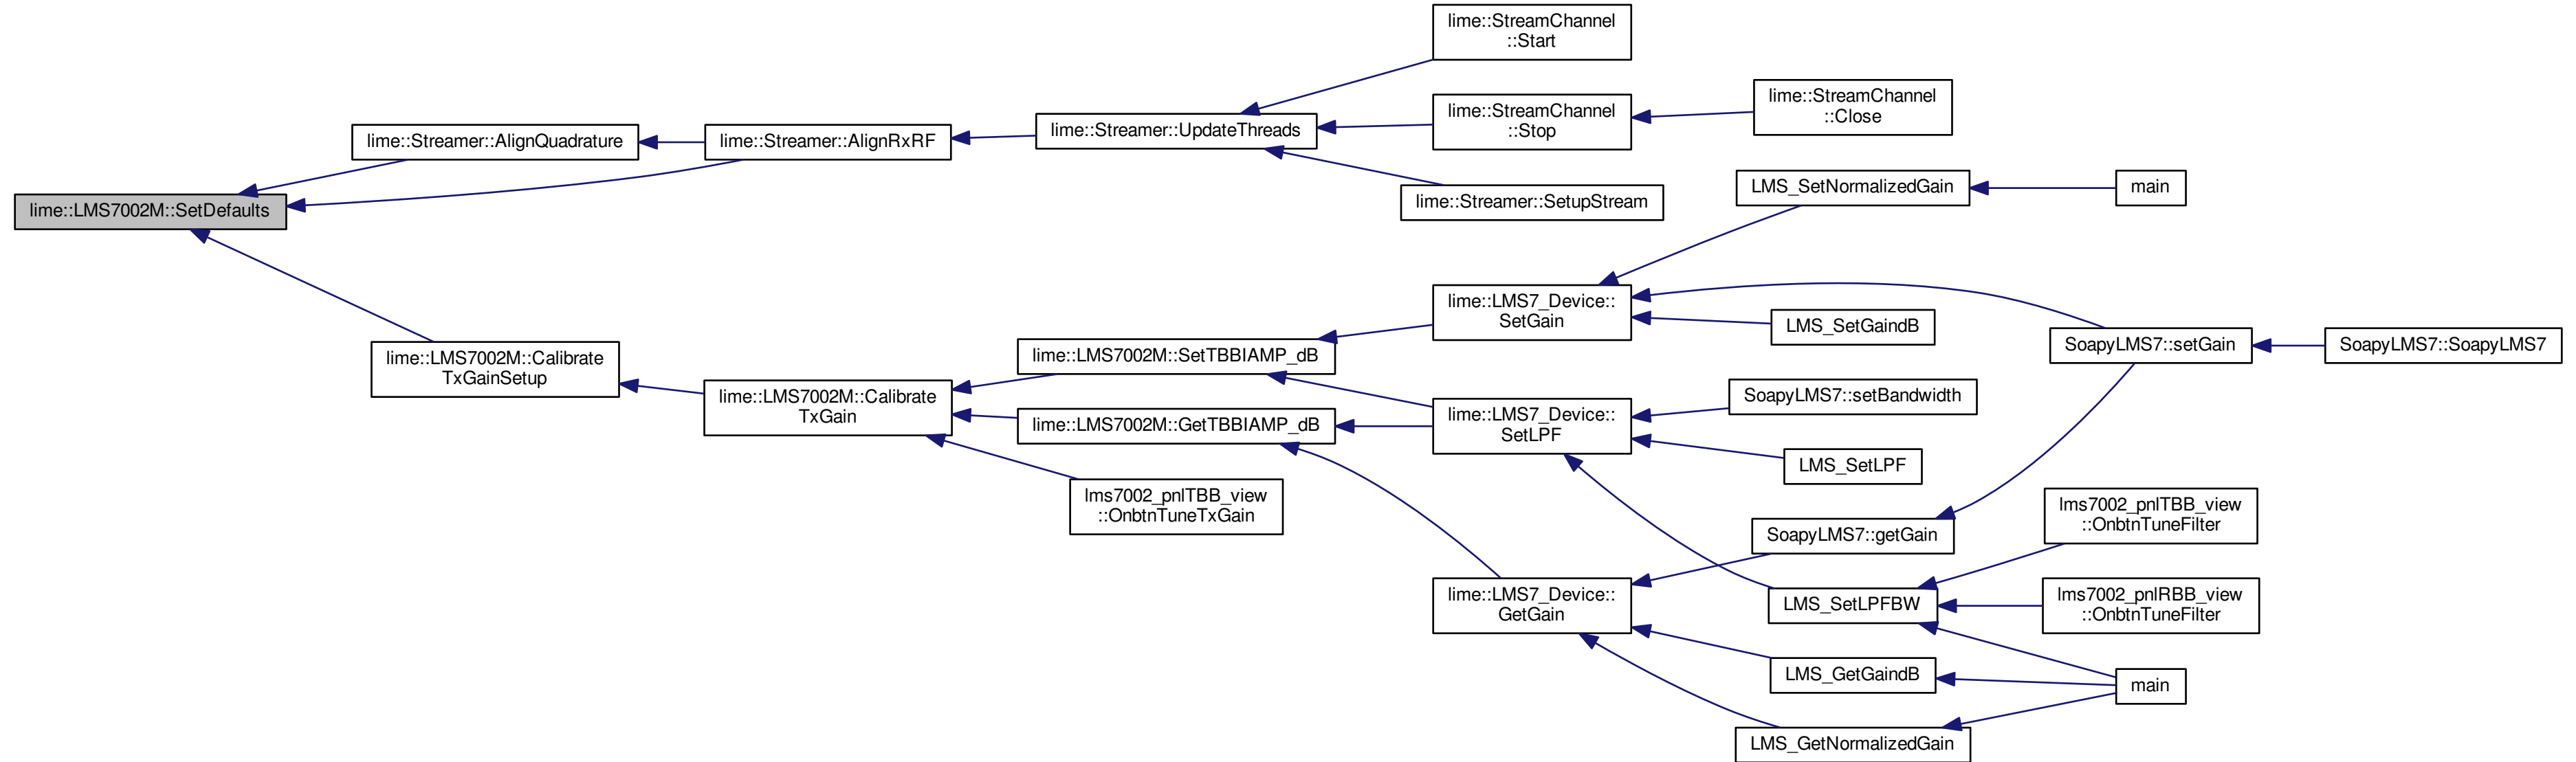 lime::LMS7002M::SetDefaults
lime::Streamer::AlignQuadrature
lime::Streamer::AlignRxRF
lime::Streamer::UpdateThreads
lime::StreamChannel
::Start
lime::StreamChannel
::Stop
lime::StreamChannel
::Close
lime::Streamer::SetupStream
lime::LMS7002M::Calibrate
TxGainSetup
lime::LMS7002M::Calibrate
TxGain
lime::LMS7002M::SetTBBIAMP_dB
lime::LMS7002M::GetTBBIAMP_dB
lms7002_pnlTBB_view
::OnbtnTuneTxGain
lime::LMS7_Device::
SetGain
lime::LMS7_Device::
SetLPF
lime::LMS7_Device::
GetGain
LMS_SetNormalizedGain
main
LMS_SetGaindB
SoapyLMS7::setGain
SoapyLMS7::SoapyLMS7
SoapyLMS7::setBandwidth
LMS_SetLPF
SoapyLMS7::getGain
LMS_SetLPFBW
lms7002_pnlTBB_view
::OnbtnTuneFilter
lms7002_pnlRBB_view
::OnbtnTuneFilter
LMS_GetGaindB
main
LMS_GetNormalizedGain